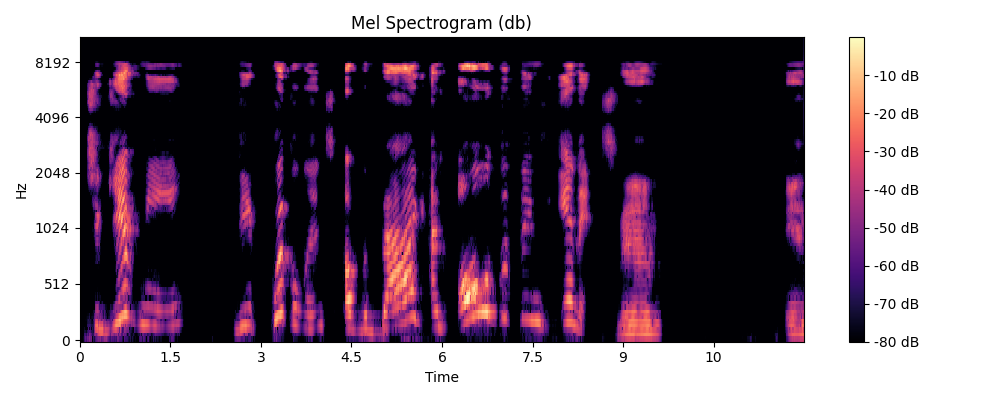 Mel Spectrogram (db)
8192
4096
2048
1024
512
0
Hz
0 1.5 3 4.5 6 7.5 9 10
Time
-10 dB
-20 dB
-30 dB
-40 dB
-50 dB
-60 dB
-70 dB
-80 dB